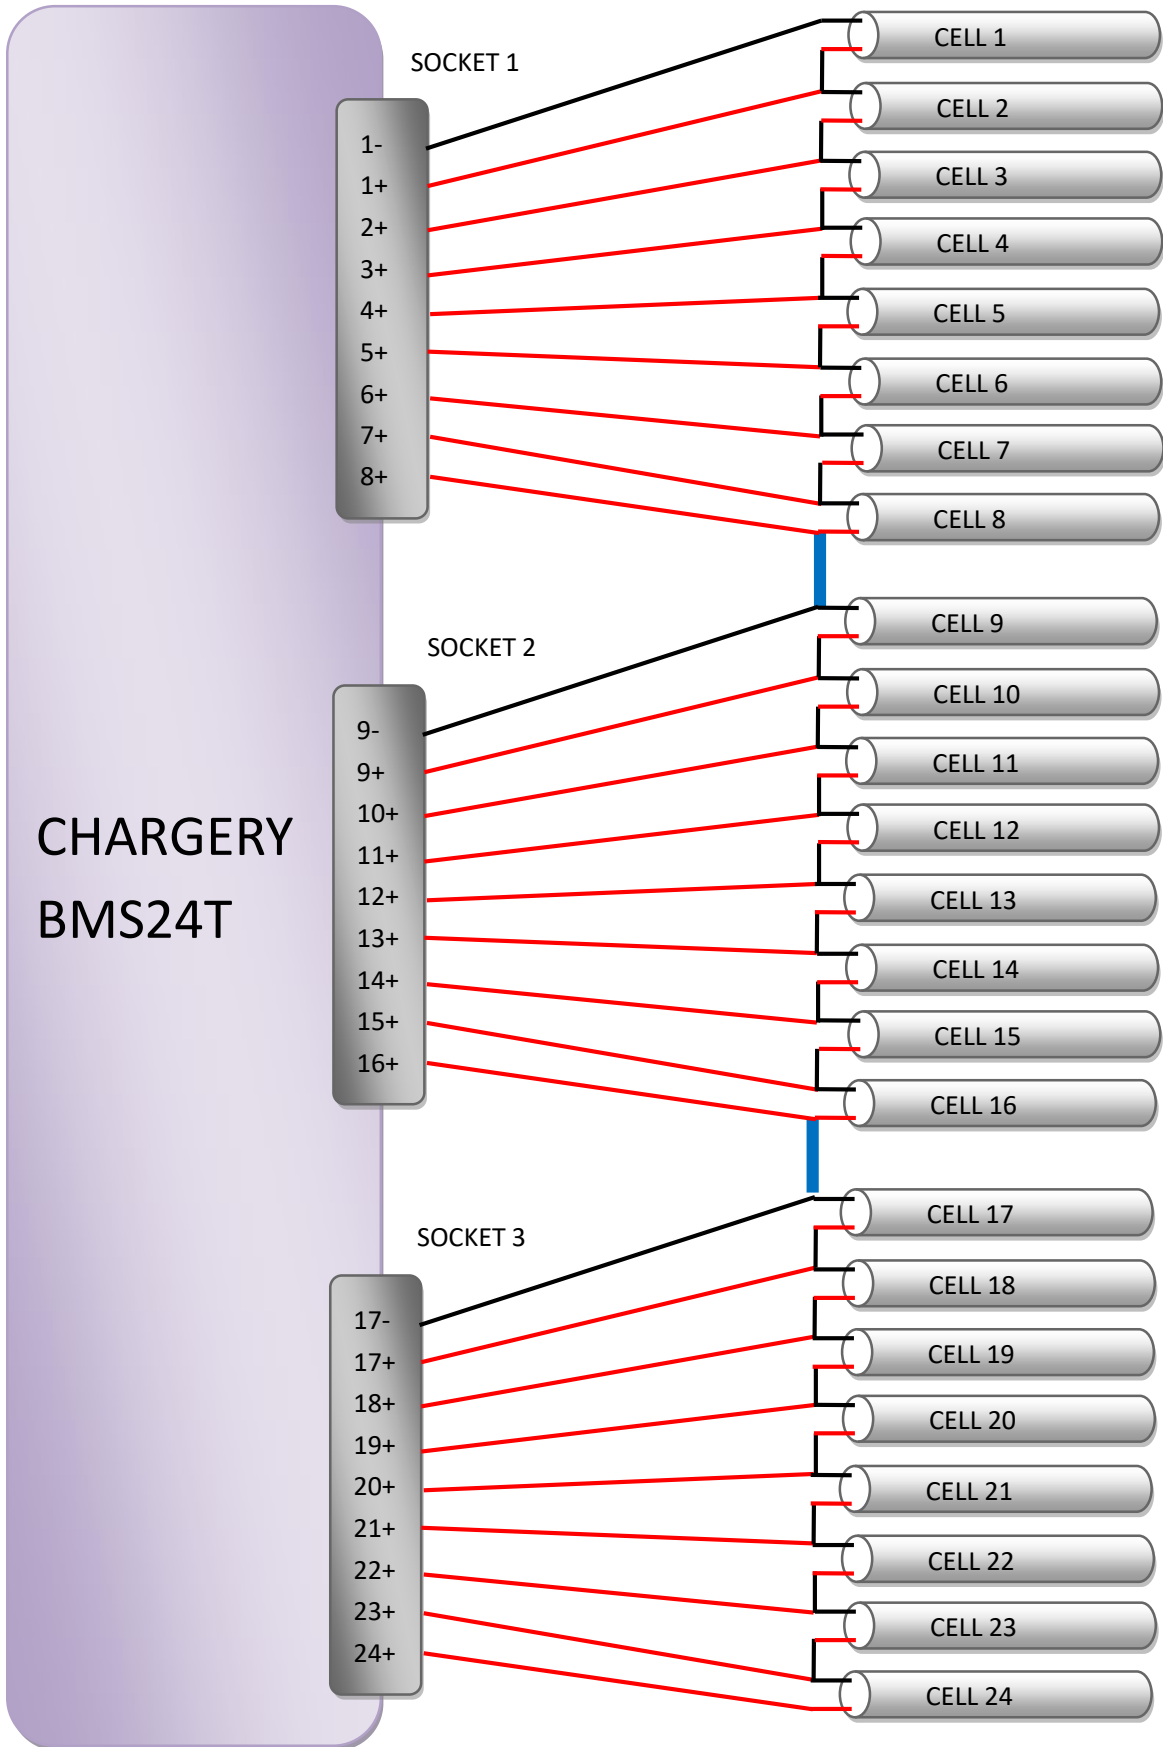 SOCKET 1
1-
1+
2+
3+
4+
5+
6+
7+
8+
CELL 1
CELL 2
CELL 3
CELL 4
CELL 5
CELL 6
CELL 7
CELL 8
CHARGERY
BMS24T
SOCKET 2
9-
9+
10+
11+
12+
13+
14+
15+
16+
CELL 9
CELL 10
CELL 11
CELL 12
CELL 13
CELL 14
CELL 15
CELL 16
SOCKET 3
17-
17+
18+
19+
20+
21+
22+
23+
24+
CELL 17
CELL 18
CELL 19
CELL 20
CELL 21
CELL 22
CELL 23
CELL 24